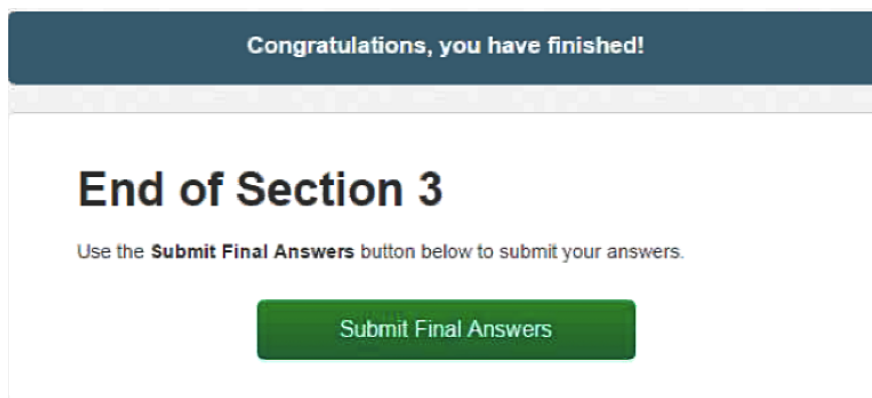 Congratulations, you have finished!
End of Section 3
Use the Submit Final Answers button below to submit your answers.
Submit Final Answers